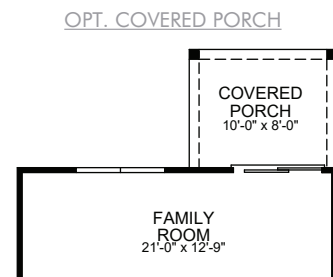 OPT. COVERED PORCH
COVERED
PORCH
10'-0" x 8'-0"
FAMILY
ROOM
21'-0" x 12'-9"